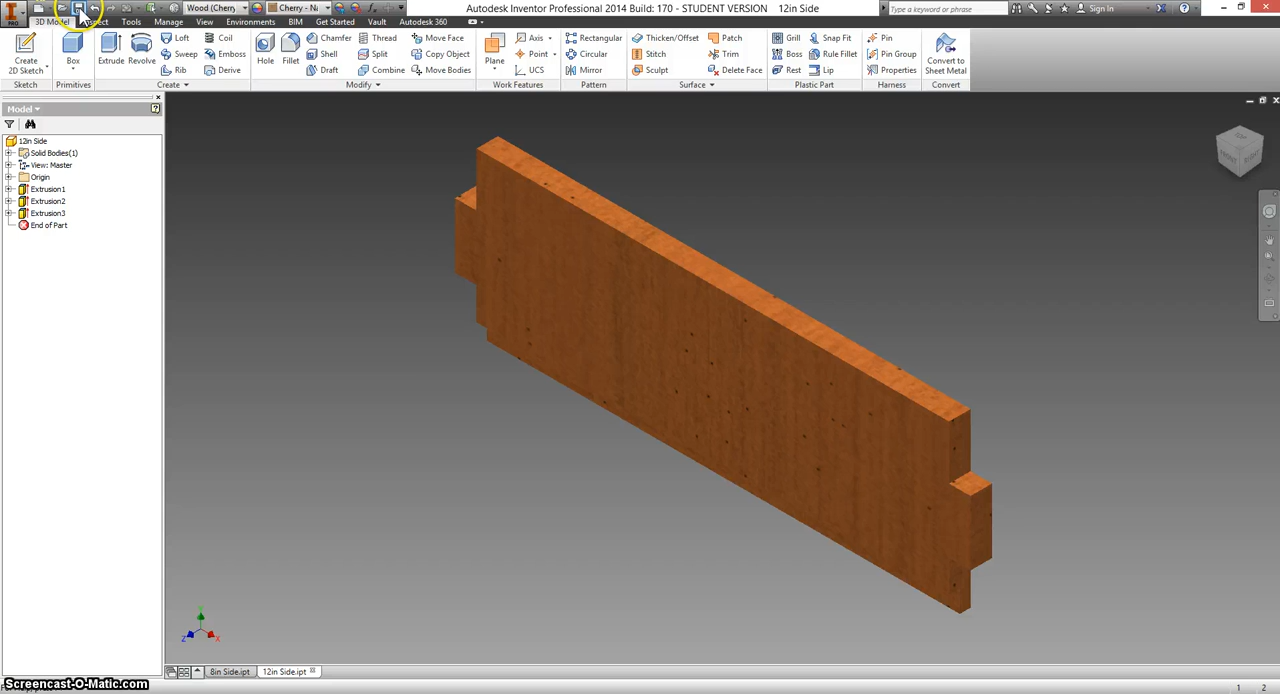 Wood (Cherry
Cherry - Na
Autodesk Inventor Professional 2014 Build: 170 - STUDENT VERSION 12in Side
Type a keyword or phrase
Sign In
PRO
3D Model
Inspect
Tools
Manage
View
Environments
BIM
Get Started
Vault
Autodesk 360
Create
2D Sketch
Box
Extrude
Revolve
Loft
Sweep
Rib
Coil
Emboss
Derive
Hole
Fillet
Chamfer
Shell
Draft
Thread
Split
Combine
Move Face
Copy Object
Move Bodies
Plane
Axis
Point
UCS
Rectangular
Circular
Mirror
Thicken/Offset
Stitch
Sculpt
Patch
Trim
Delete Face
Grill
Boss
Rest
Snap Fit
Rule Fillet
Lip
Pin
Pin Group
Properties
Convert to
Sheet Metal
Sketch
Primitives
Create
Modify
Work Features
Pattern
Surface
Plastic Part
Harness
Convert
Model
12in Side
Solid Bodies(1)
View: Master
Origin
Extrusion1
Extrusion2
Extrusion3
End of Part
FRONT
RIGHT
Y
Z
X
8in Side.ipt
12in Side.ipt
Screencast-O-Matic.com
1
2